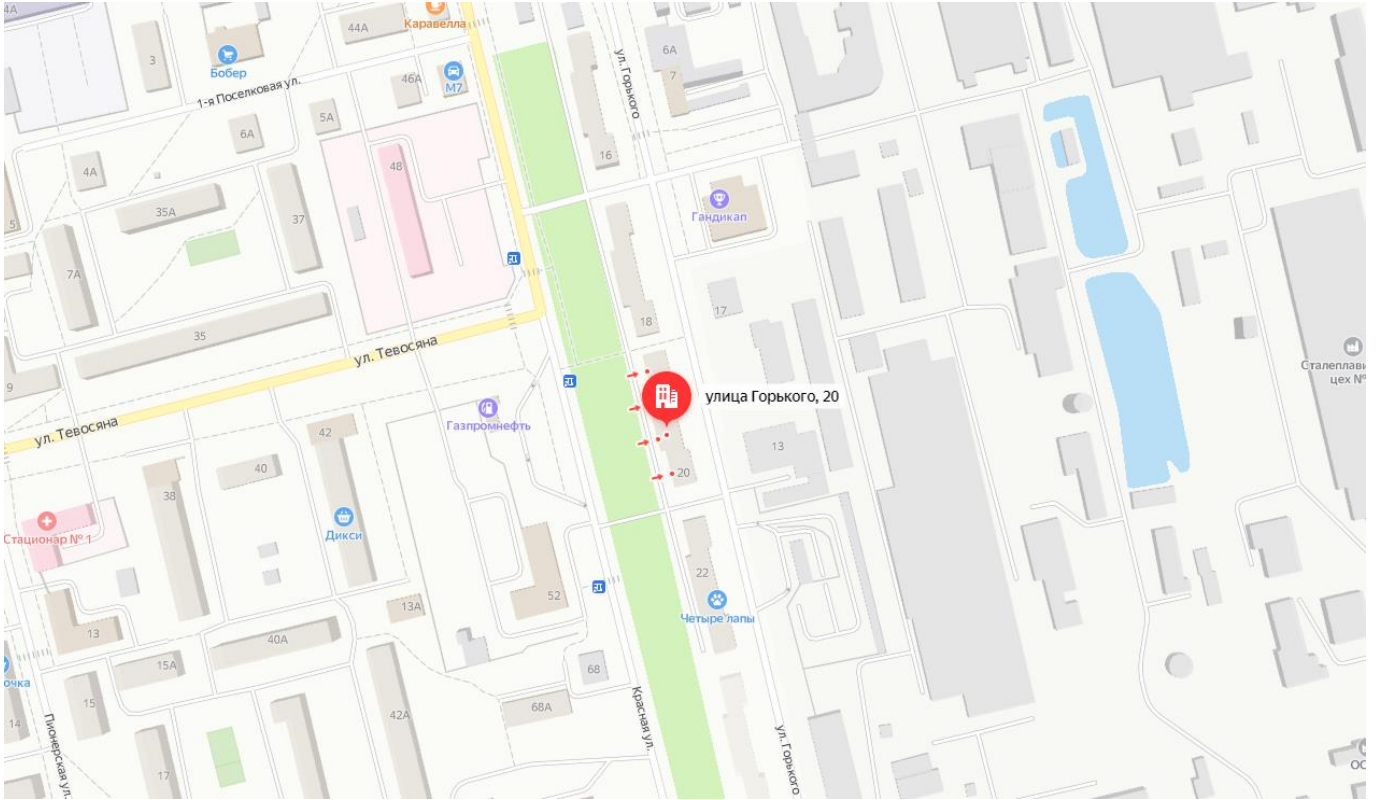 4А
44А
Каравелла
6А
3
Бобер
46А
М7
7
ул. Горького
1-я Поселковая ул.
5А
6А
16
4А
48
35А
37
5
Гандикап
7А
17
18
35
ул. Тевосяна
Сталеплави
цех №
9
улица Горького, 20
ул. Тевосяна
Газпромнефть
42
13
40
20
38
Стационар № 1
Дикси
22
52
13А
Четыре лапы
13
40А
15А
68
очка
15
Красная ул.
68А
42А
14
Пионерская ул.
ул. Горького
17
ОС